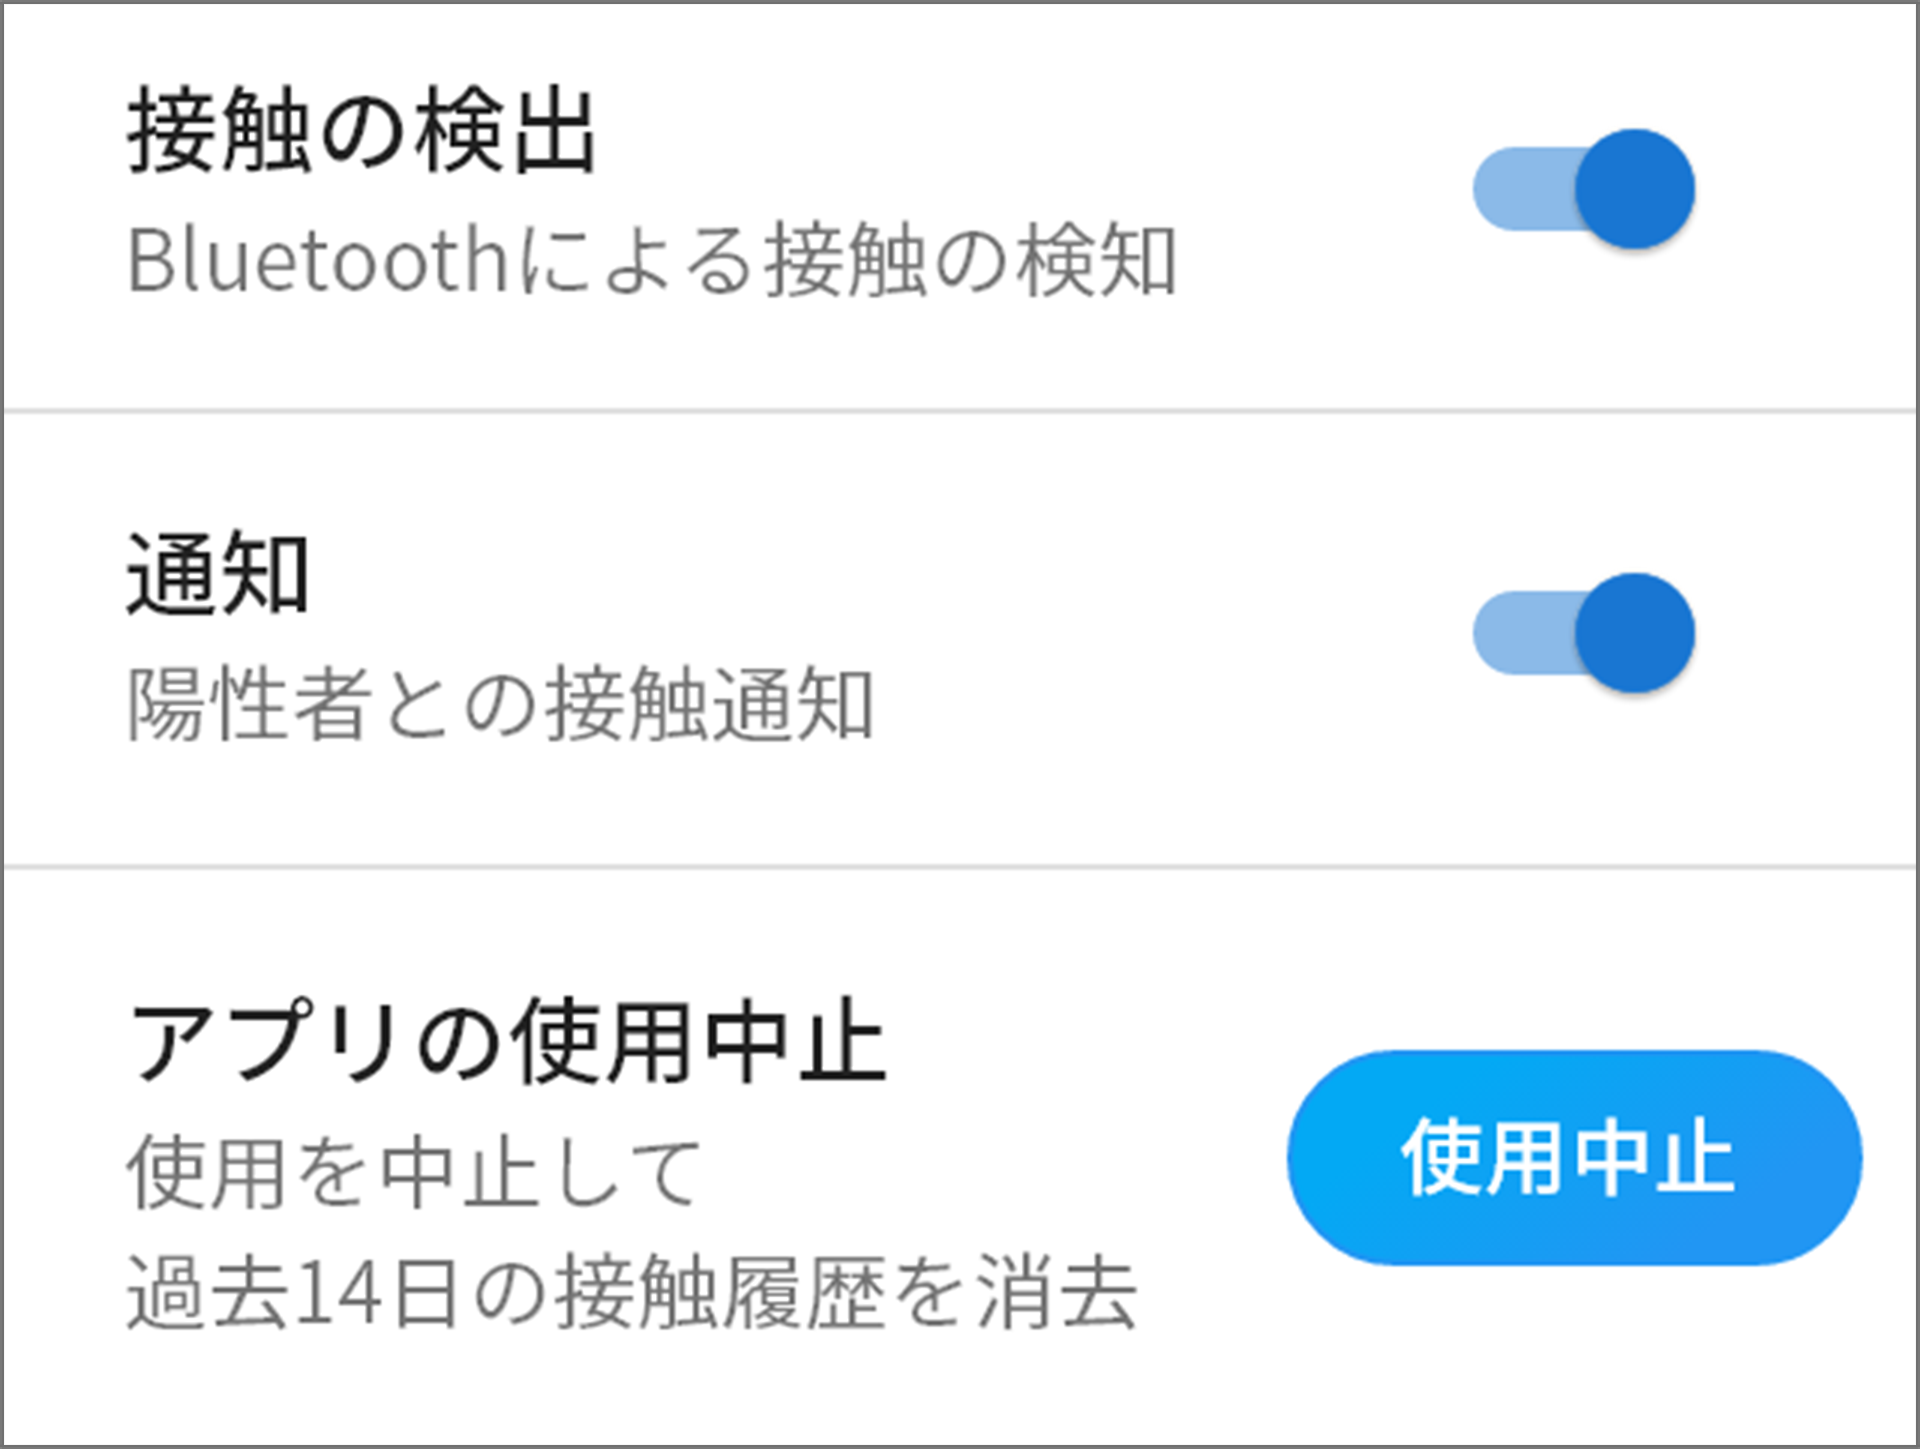 接触の検出
Bluetoothによる接触の検知
通知
陽性者との接触通知
アプリの使用中止
使用を中止して
過去14日の接触履歴を消去
使用中止